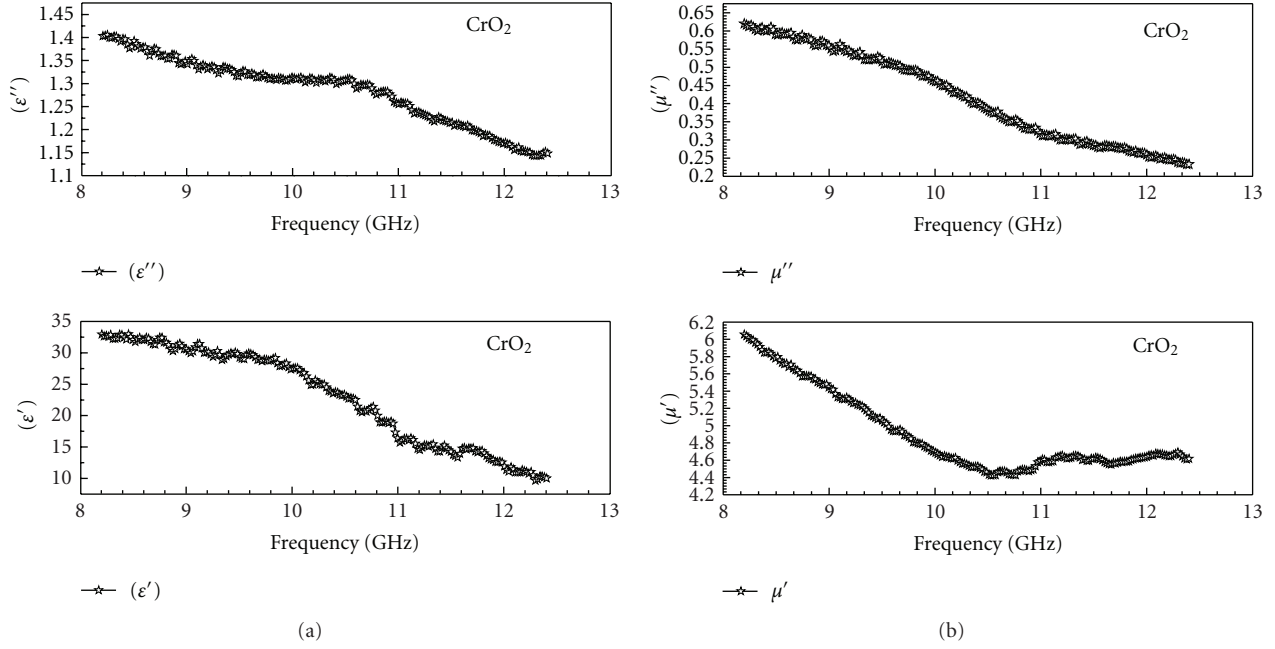 1.45
1.4
1.35
1.3
1.25
1.2
1.15
1.1
(ε′′)
CrO₂
8 9 10 11 12 13
Frequency (GHz)
(ε′′)
35
30
25
20
15
10
(ε′)
CrO₂
8 9 10 11 12 13
Frequency (GHz)
(ε′)
(a)
0.65
0.6
0.55
0.5
0.45
0.4
0.35
0.3
0.25
0.2
(μ′′)
CrO₂
8 9 10 11 12 13
Frequency (GHz)
μ′′
6.2
6
5.8
5.6
5.4
5.2
5
4.8
4.6
4.4
4.2
(μ′)
CrO₂
8 9 10 11 12 13
Frequency (GHz)
μ′
(b)